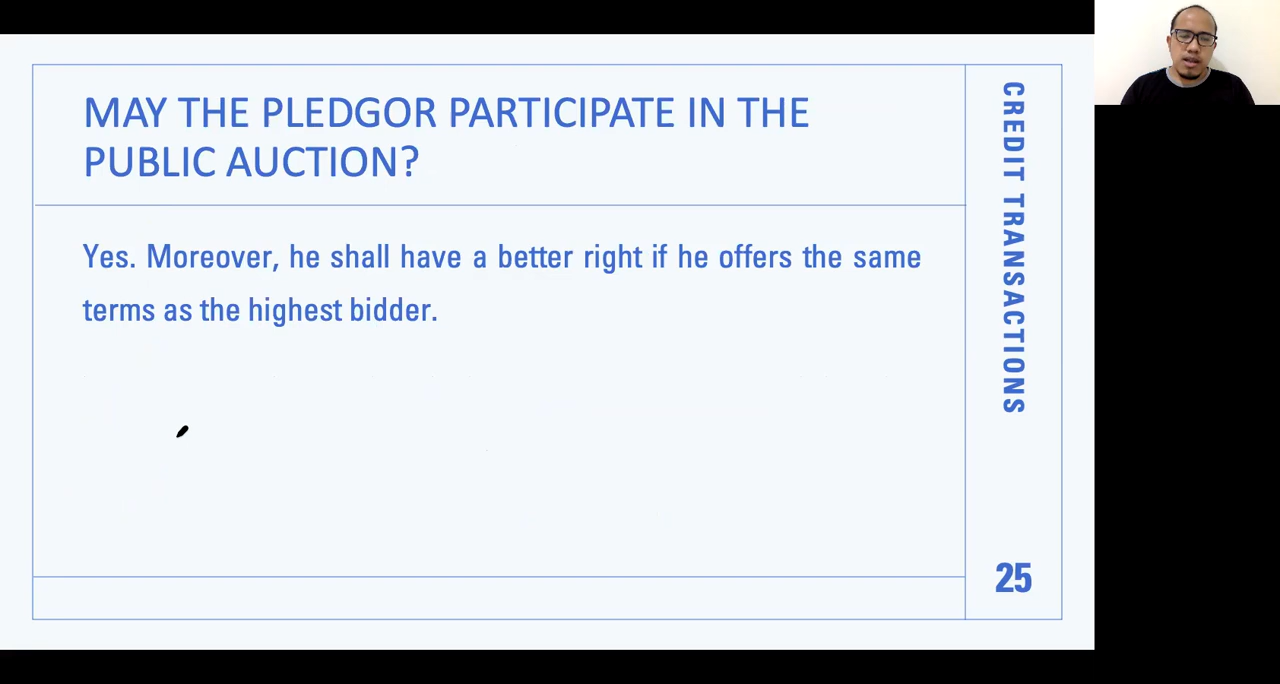 MAY THE PLEDGOR PARTICIPATE IN THE
PUBLIC AUCTION?
Yes. Moreover, he shall have a better right if he offers the same
terms as the highest bidder.
CREDIT TRANSACTIONS
25